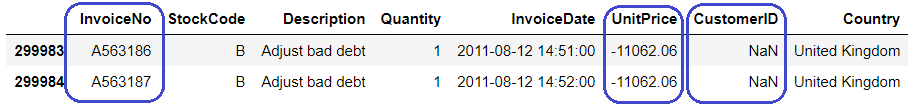 InvoiceNo StockCode Description Quantity InvoiceDate UnitPrice CustomerID Country
299983 A563186 B Adjust bad debt 1 2011-08-12 14:51:00 -11062.06 NaN United Kingdom
299984 A563187 B Adjust bad debt 1 2011-08-12 14:52:00 -11062.06 NaN United Kingdom